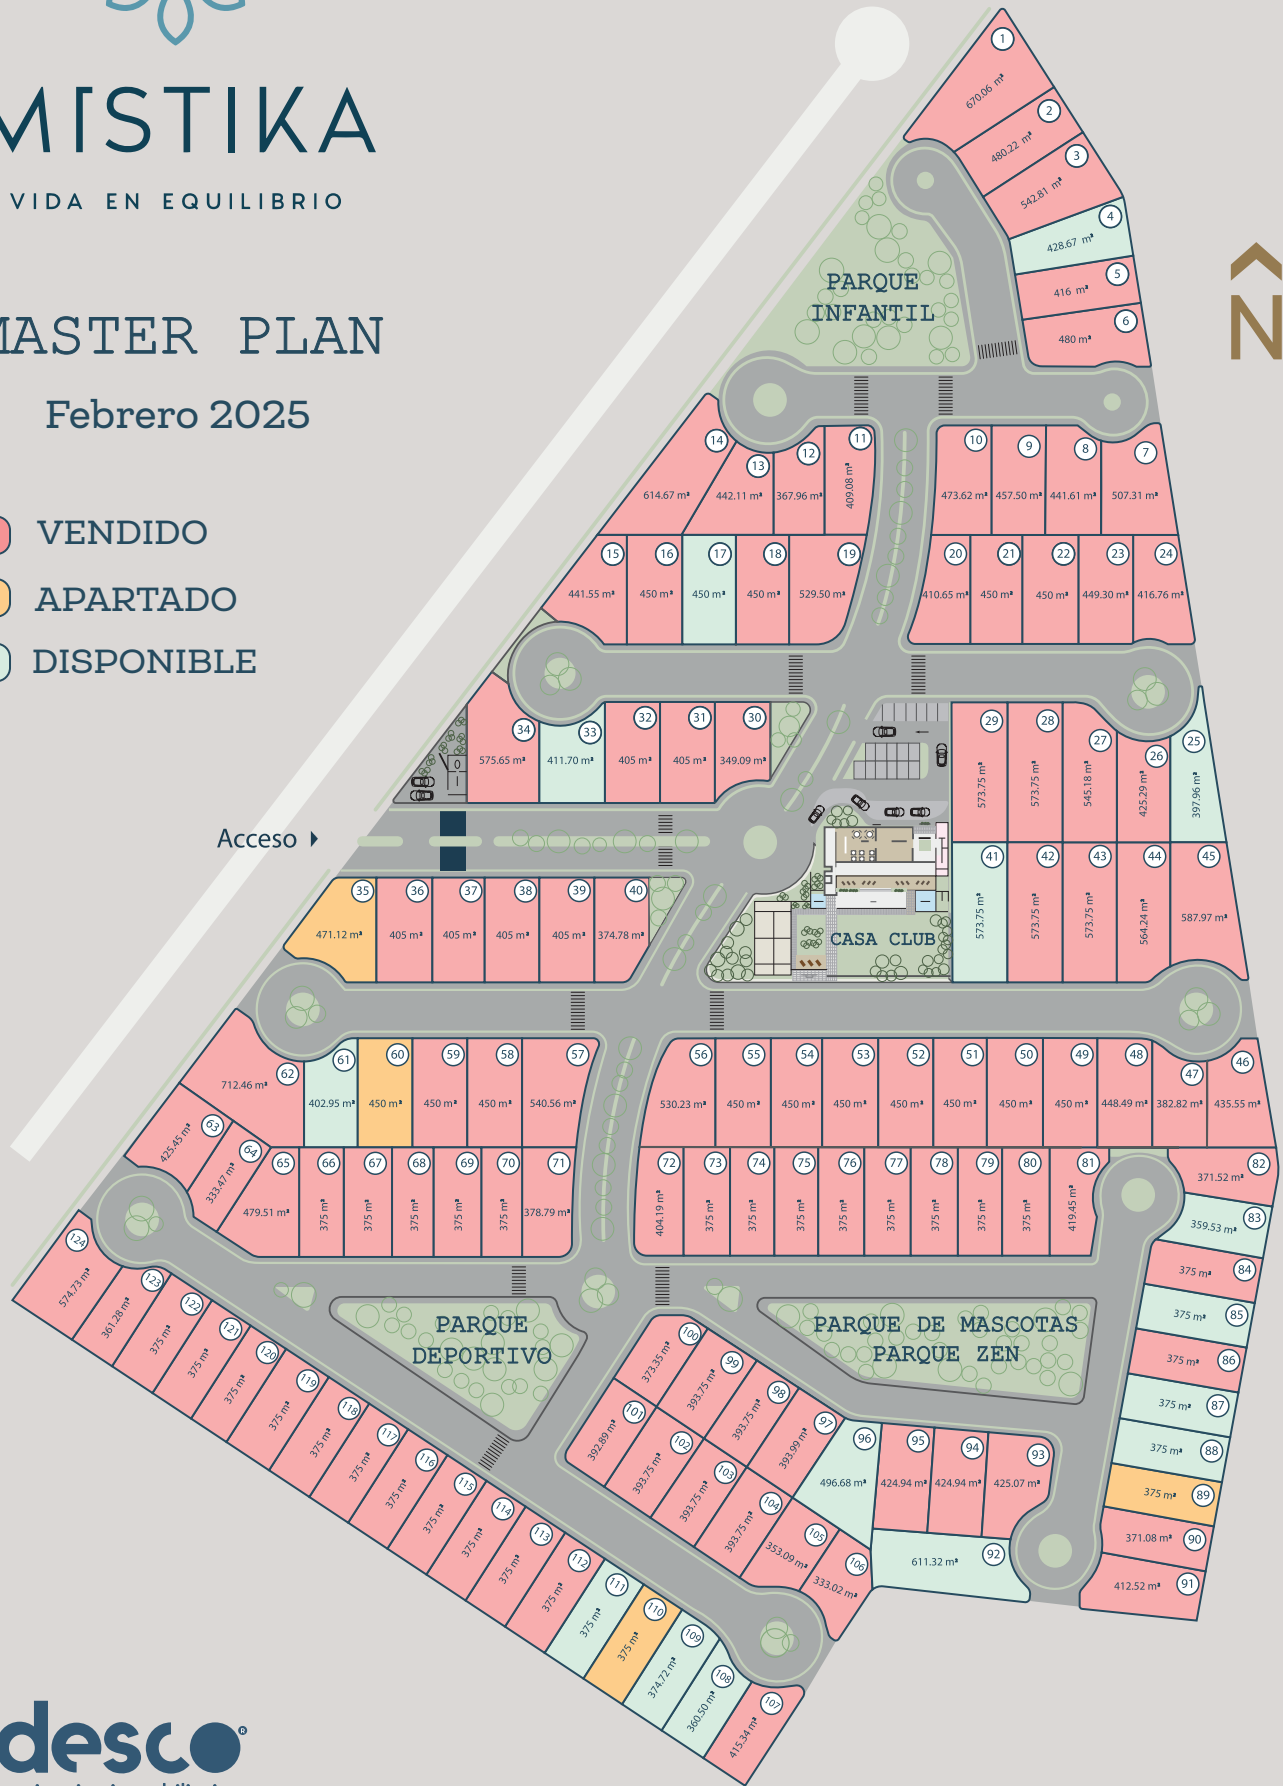 MISTIKA
VIDA EN EQUILIBRIO
MASTER PLAN
Febrero 2025
VENDIDO
APARTADO
DISPONIBLE
N
PARQUE
INFANTIL
Acceso
CASA CLUB
PARQUE
DEPORTIVO
PARQUE DE MASCOTAS
PARQUE ZEN
1 670.06 m²
2 480.22 m²
3 542.81 m²
4 428.67 m²
5 416 m²
6 480 m²
7 507.31 m²
8 441.61 m²
9 457.50 m²
10 473.62 m²
11 409.08 m²
12 367.96 m²
13 442.11 m²
14 614.67 m²
15 441.55 m²
16 450 m²
17 450 m²
18 450 m²
19 529.50 m²
20 410.65 m²
21 450 m²
22 450 m²
23 449.30 m²
24 416.76 m²
25 397.96 m²
26 425.29 m²
27 545.18 m²
28 573.75 m²
29 573.75 m²
30 349.09 m²
31 405 m²
32 405 m²
33 411.70 m²
34 575.65 m²
35 471.12 m²
36 405 m²
37 405 m²
38 405 m²
39 405 m²
40 374.78 m²
41 573.75 m²
42 573.75 m²
43 573.75 m²
44 564.24 m²
45 587.97 m²
46 435.55 m²
47 382.82 m²
48 448.49 m²
49 450 m²
50 450 m²
51 450 m²
52 450 m²
53 450 m²
54 450 m²
55 450 m²
56 530.23 m²
57 540.56 m²
58 450 m²
59 450 m²
60 450 m²
61 402.95 m²
62 712.46 m²
63 425.45 m²
64 333.47 m²
65 479.51 m²
66 375 m²
67 375 m²
68 375 m²
69 375 m²
70 375 m²
71 378.79 m²
72 404.19 m²
73 375 m²
74 375 m²
75 375 m²
76 375 m²
77 375 m²
78 375 m²
79 375 m²
80 375 m²
81 419.45 m²
82 371.52 m²
83 359.53 m²
84 375 m²
85 375 m²
86 375 m²
87 375 m²
88 375 m²
89 375 m²
90 371.08 m²
91 412.52 m²
92 611.32 m²
93 425.07 m²
94 424.94 m²
95 424.94 m²
96 496.68 m²
97 393.99 m²
98 393.75 m²
99 393.75 m²
100 373.35 m²
101 392.89 m²
102 393.75 m²
103 393.75 m²
104 393.75 m²
105 353.09 m²
106 333.02 m²
107 415.34 m²
108 360.50 m²
109 374.72 m²
110 375 m²
111 375 m²
112 375 m²
113 375 m²
114 375 m²
115 375 m²
116 375 m²
117 375 m²
118 375 m²
119 375 m²
120 375 m²
121 375 m²
122 375 m²
123 361.28 m²
124 574.73 m²
desco®